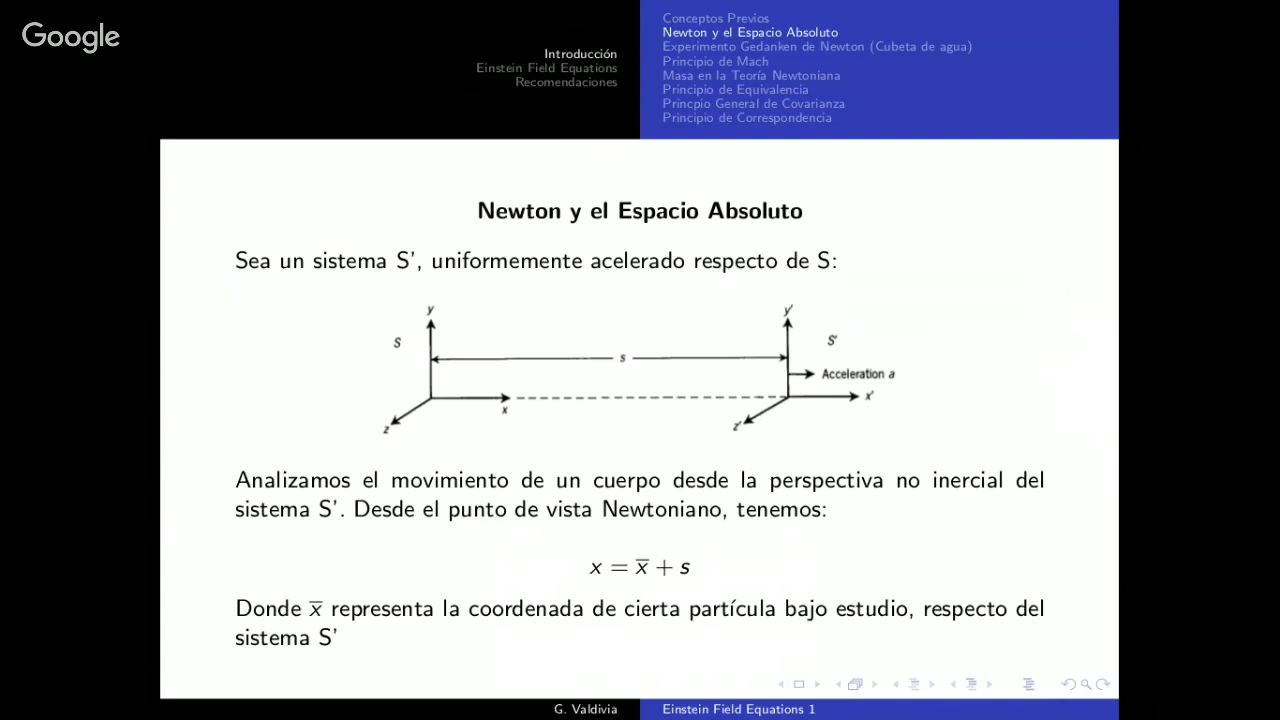 Google
Introducción
Einstein Field Equations
Recomendaciones
Conceptos Previos
Newton y el Espacio Absoluto
Experimento Gedanken de Newton (Cubeta de agua)
Principio de Mach
Masa en la Teoría Newtoniana
Principio de Equivalencia
Princpio General de Covarianza
Principio de Correspondencia
Newton y el Espacio Absoluto
Sea un sistema S', uniformemente acelerado respecto de S:
y
y'
S
S'
s
Acceleration a
x
x'
z
z'
Analizamos el movimiento de un cuerpo desde la perspectiva no inercial del
sistema S'. Desde el punto de vista Newtoniano, tenemos:
x = x̅ + s
Donde x̅ representa la coordenada de cierta partícula bajo estudio, respecto del
sistema S'
G. Valdivia
Einstein Field Equations 1